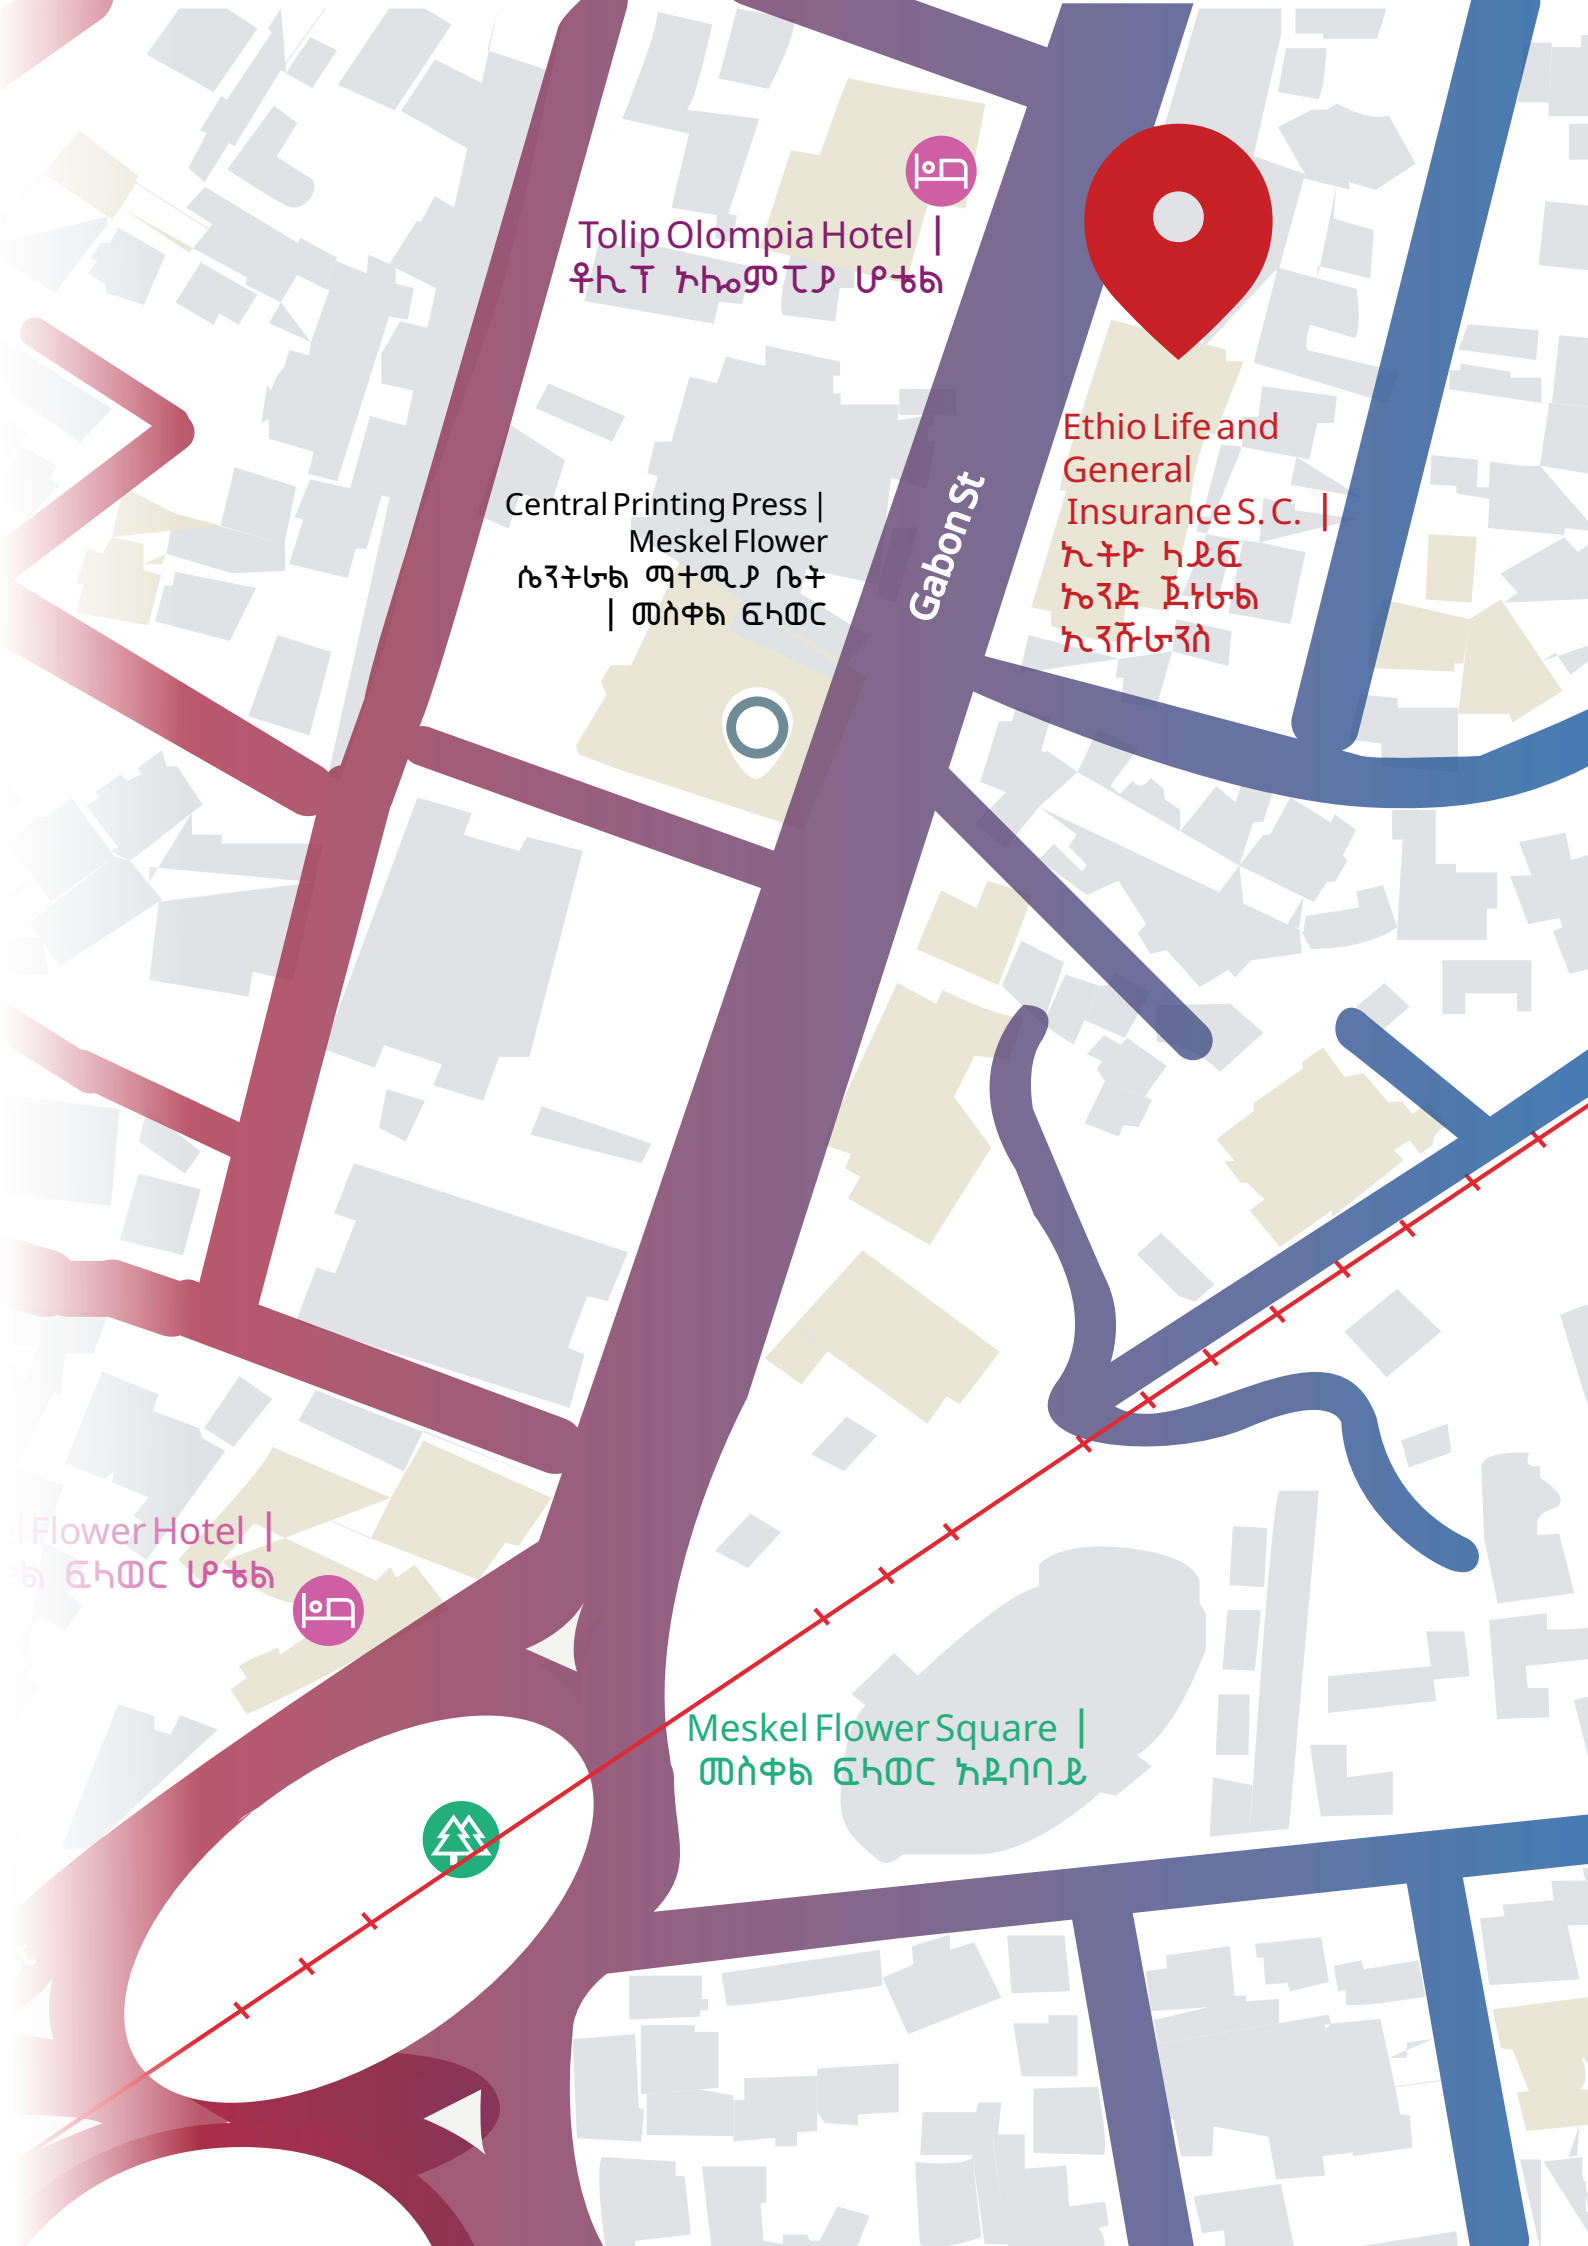 Tolip Olompia Hotel |
ቶሊፕ ኦሎምፒያ ሆቴል
Ethio Life and
General
Insurance S. C. |
ኢትዮ ላይፍ
ኤንድ ጄነራል
ኢንሹራንስ
Central Printing Press |
Meskel Flower
ሴንትራል ማተሚያ ቤት
| መስቀል ፍላወር
Gabon St
Flower Hotel |
ፍላወር ሆቴል
Meskel Flower Square |
መስቀል ፍላወር አደባባይ